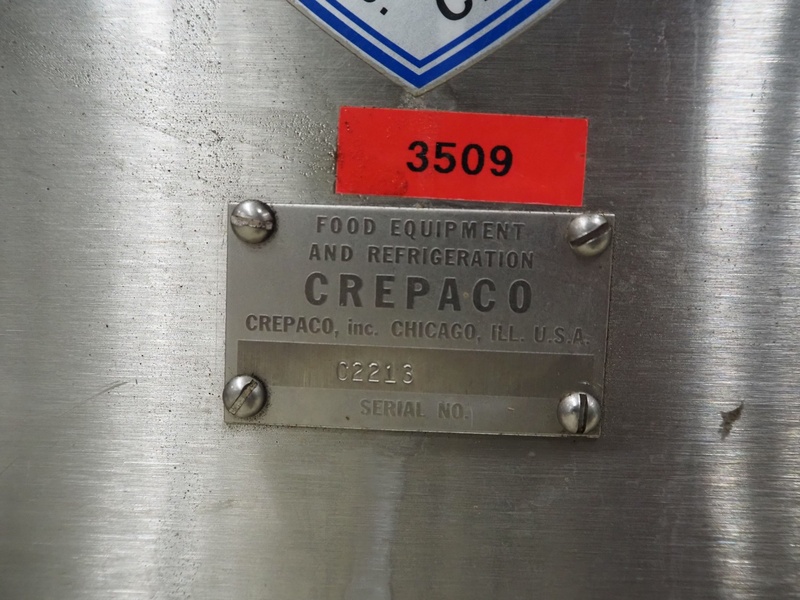 3509
FOOD EQUIPMENT
AND REFRIGERATION
CREPACO
CREPACO, inc. CHICAGO, ILL. U.S.A.
C2213
SERIAL NO.